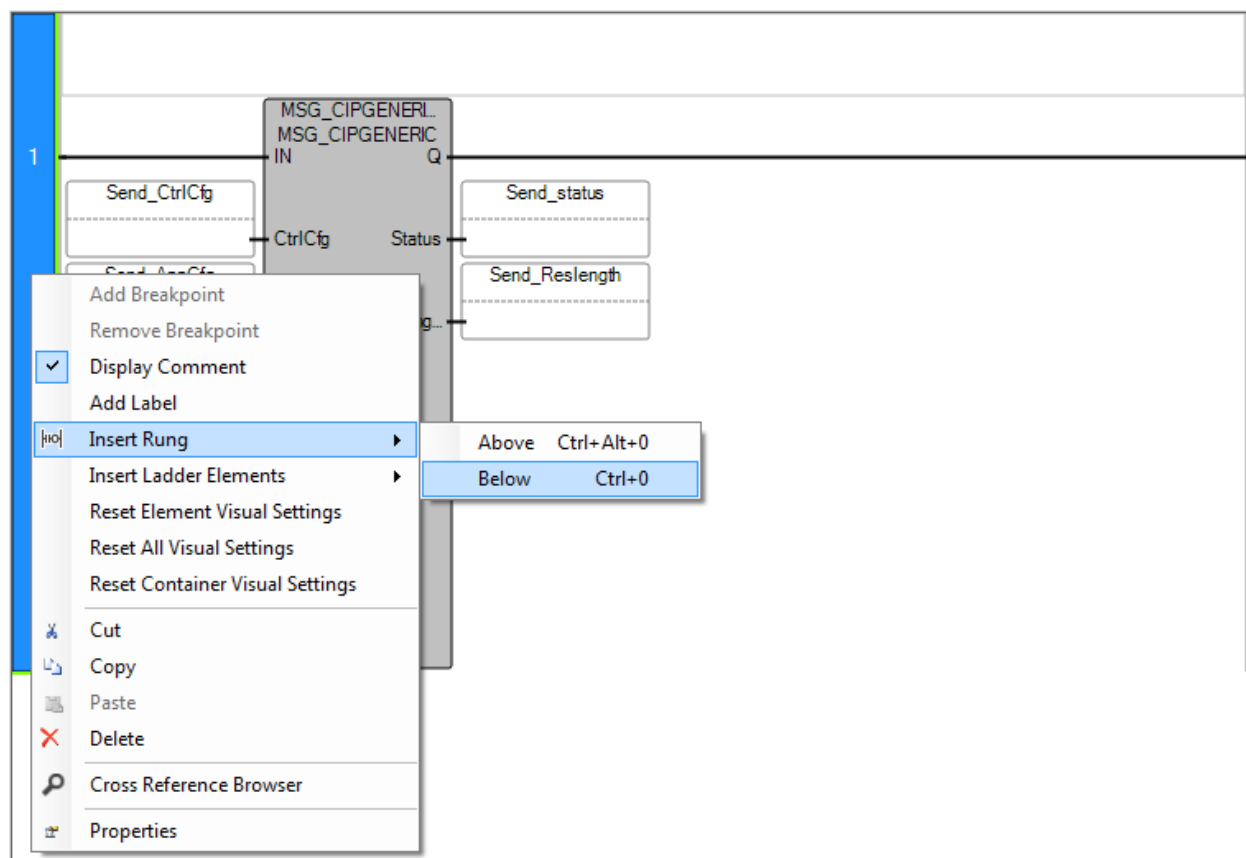 MSG_CIPGENERI...
MSG_CIPGENERIC
1
IN Q
Send_CtrlCfg
Send_status
CtrlCfg Status
Send_AppCfg
Send_Reslength
g...
Add Breakpoint
Remove Breakpoint
Display Comment
Add Label
Insert Rung
Above Ctrl+Alt+0
Insert Ladder Elements
Below Ctrl+0
Reset Element Visual Settings
Reset All Visual Settings
Reset Container Visual Settings
Cut
Copy
Paste
Delete
Cross Reference Browser
Properties